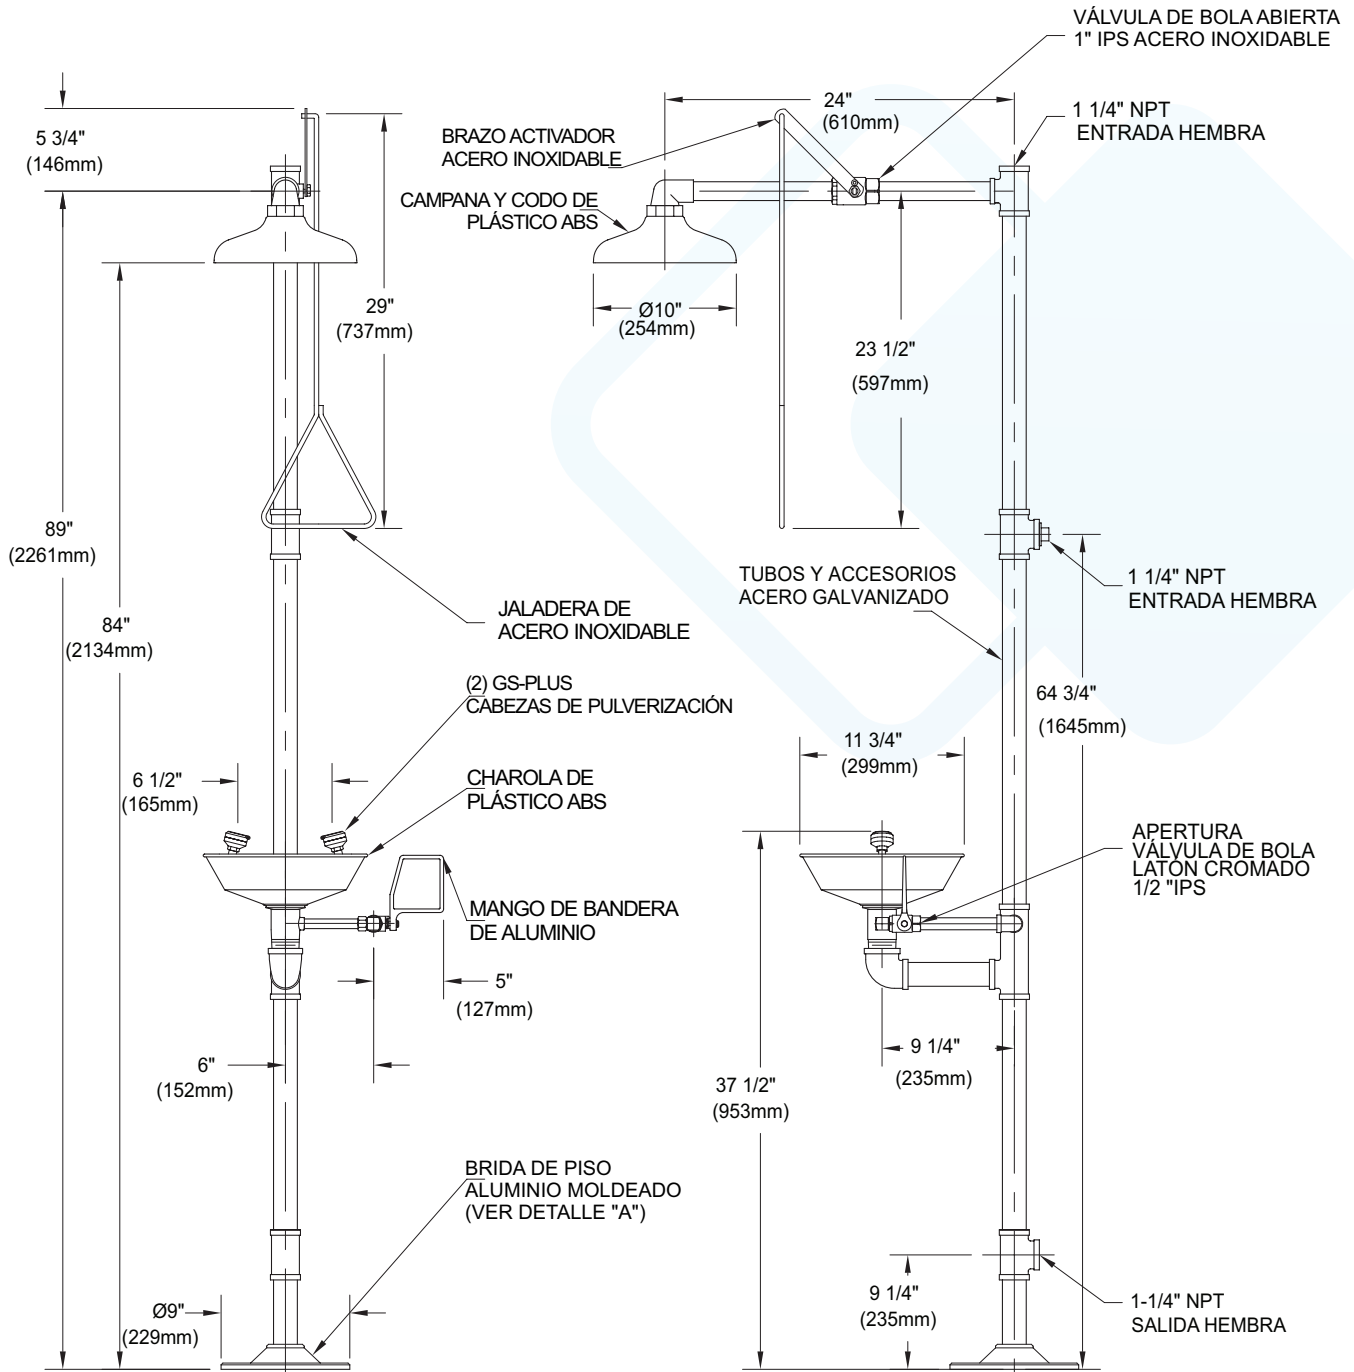 VÁLVULA DE BOLA ABIERTA
1" IPS ACERO INOXIDABLE
24"
(610mm)
1 1/4" NPT
ENTRADA HEMBRA
5 3/4"
(146mm)
BRAZO ACTIVADOR
ACERO INOXIDABLE
CAMPANA Y CODO DE
PLÁSTICO ABS
29"
(737mm)
Ø10"
(254mm)
23 1/2"
(597mm)
89"
(2261mm)
84"
(2134mm)
JALADERA DE
ACERO INOXIDABLE
TUBOS Y ACCESORIOS
ACERO GALVANIZADO
1 1/4" NPT
ENTRADA HEMBRA
(2) GS-PLUS
CABEZAS DE PULVERIZACIÓN
64 3/4"
(1645mm)
6 1/2"
(165mm)
CHAROLA DE
PLÁSTICO ABS
11 3/4"
(299mm)
APERTURA
VÁLVULA DE BOLA
LATÓN CROMADO
1/2 "IPS
MANGO DE BANDERA
DE ALUMINIO
5"
(127mm)
6"
(152mm)
9 1/4"
(235mm)
37 1/2"
(953mm)
BRIDA DE PISO
ALUMINIO MOLDEADO
(VER DETALLE "A")
Ø9"
(229mm)
9 1/4"
(235mm)
1-1/4" NPT
SALIDA HEMBRA